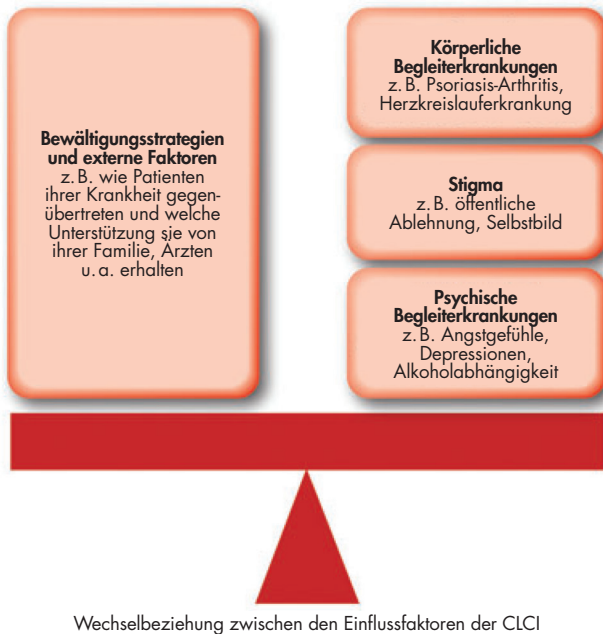 Bewältigungsstrategien
und externe Faktoren
z. B. wie Patienten
ihrer Krankheit gegen-
übertreten und welche
Unterstützung sje von
ihrer Familie, Ärzten
u. a. erhalten
Körperliche
Begleiterkrankungen
z. B. Psoriasis-Arthritis,
Herzkreislauferkrankung
Stigma
z. B. öffentliche
Ablehnung, Selbstbild
Psychische
Begleiterkrankungen
z. B. Angstgefühle,
Depressionen,
Alkoholabhängigkeit
Wechselbeziehung zwischen den Einflussfaktoren der CLCI